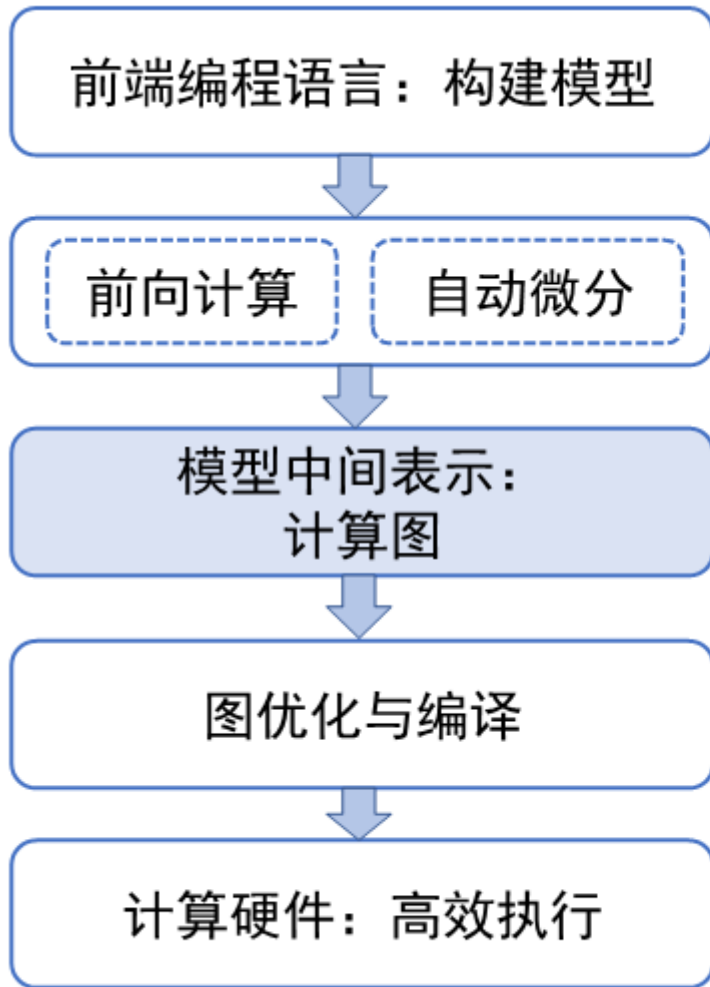 前端编程语言：构建模型
前向计算
自动微分
模型中间表示：
计算图
图优化与编译
计算硬件：高效执行